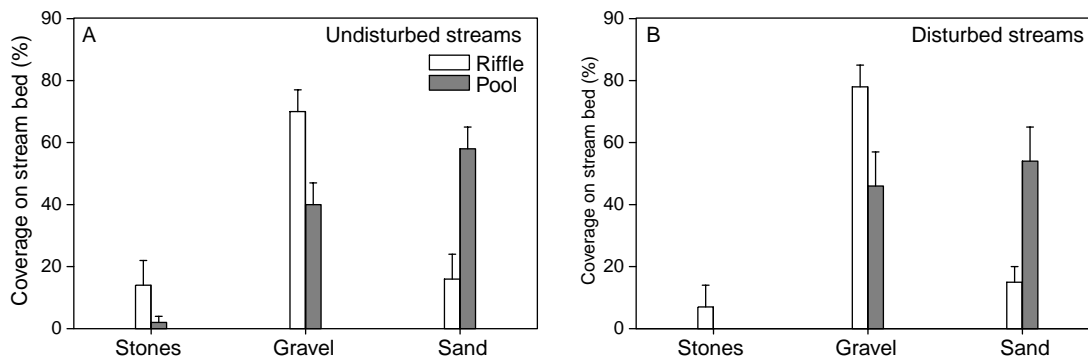 A
Undisturbed streams
Riffle
Pool
Coverage on stream bed (%)
90
80
60
40
20
0
Stones Gravel Sand
B
Disturbed streams
Coverage on stream bed (%)
90
80
60
40
20
0
Stones Gravel Sand